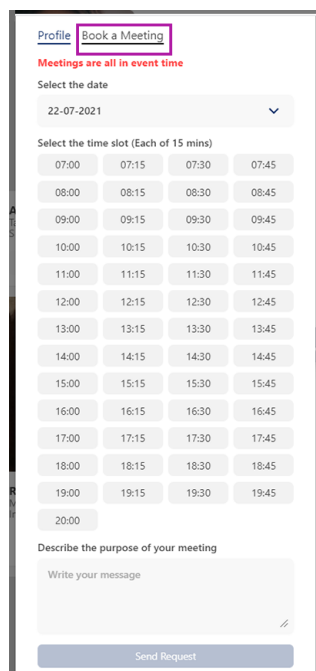 Profile Book a Meeting
Meetings are all in event time
Select the date
22-07-2021
Select the time slot (Each of 15 mins)
07:00 07:15 07:30 07:45
08:00 08:15 08:30 08:45
09:00 09:15 09:30 09:45
10:00 10:15 10:30 10:45
11:00 11:15 11:30 11:45
12:00 12:15 12:30 12:45
13:00 13:15 13:30 13:45
14:00 14:15 14:30 14:45
15:00 15:15 15:30 15:45
16:00 16:15 16:30 16:45
17:00 17:15 17:30 17:45
18:00 18:15 18:30 18:45
19:00 19:15 19:30 19:45
20:00
Describe the purpose of your meeting
Write your message
Send Request